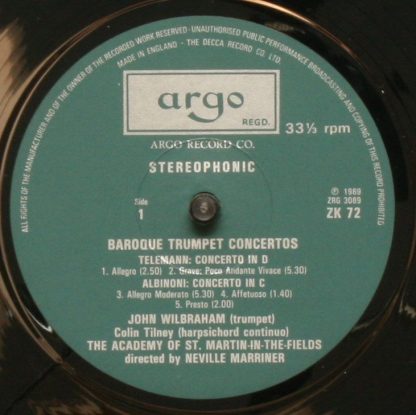 ALL RIGHTS OF THE MANUFACTURER AND OF THE OWNER OF THE RECORDED WORK RESERVED · UNAUTHORISED PUBLIC PERFORMANCE BROADCASTING AND COPYING OF THIS RECORD PROHIBITED
MADE IN ENGLAND · THE DECCA RECORD CO. LTD.
argo
REGD.
33⅓ rpm
ARGO RECORD CO.
STEREOPHONIC
Side
1
℗ 1969
ZRG 3089
ZK 72
BAROQUE TRUMPET CONCERTOS
TELEMANN: CONCERTO IN D
1. Allegro (2.50) 2. Grave: Poco Andante Vivace (5.30)
ALBINONI: CONCERTO IN C
3. Allegro Moderato (5.30) 4. Affetuoso (1.40)
5. Presto (2.00)
JOHN WILBRAHAM (trumpet)
Colin Tilney (harpsichord continuo)
THE ACADEMY OF ST. MARTIN-IN-THE-FIELDS
directed by NEVILLE MARRINER